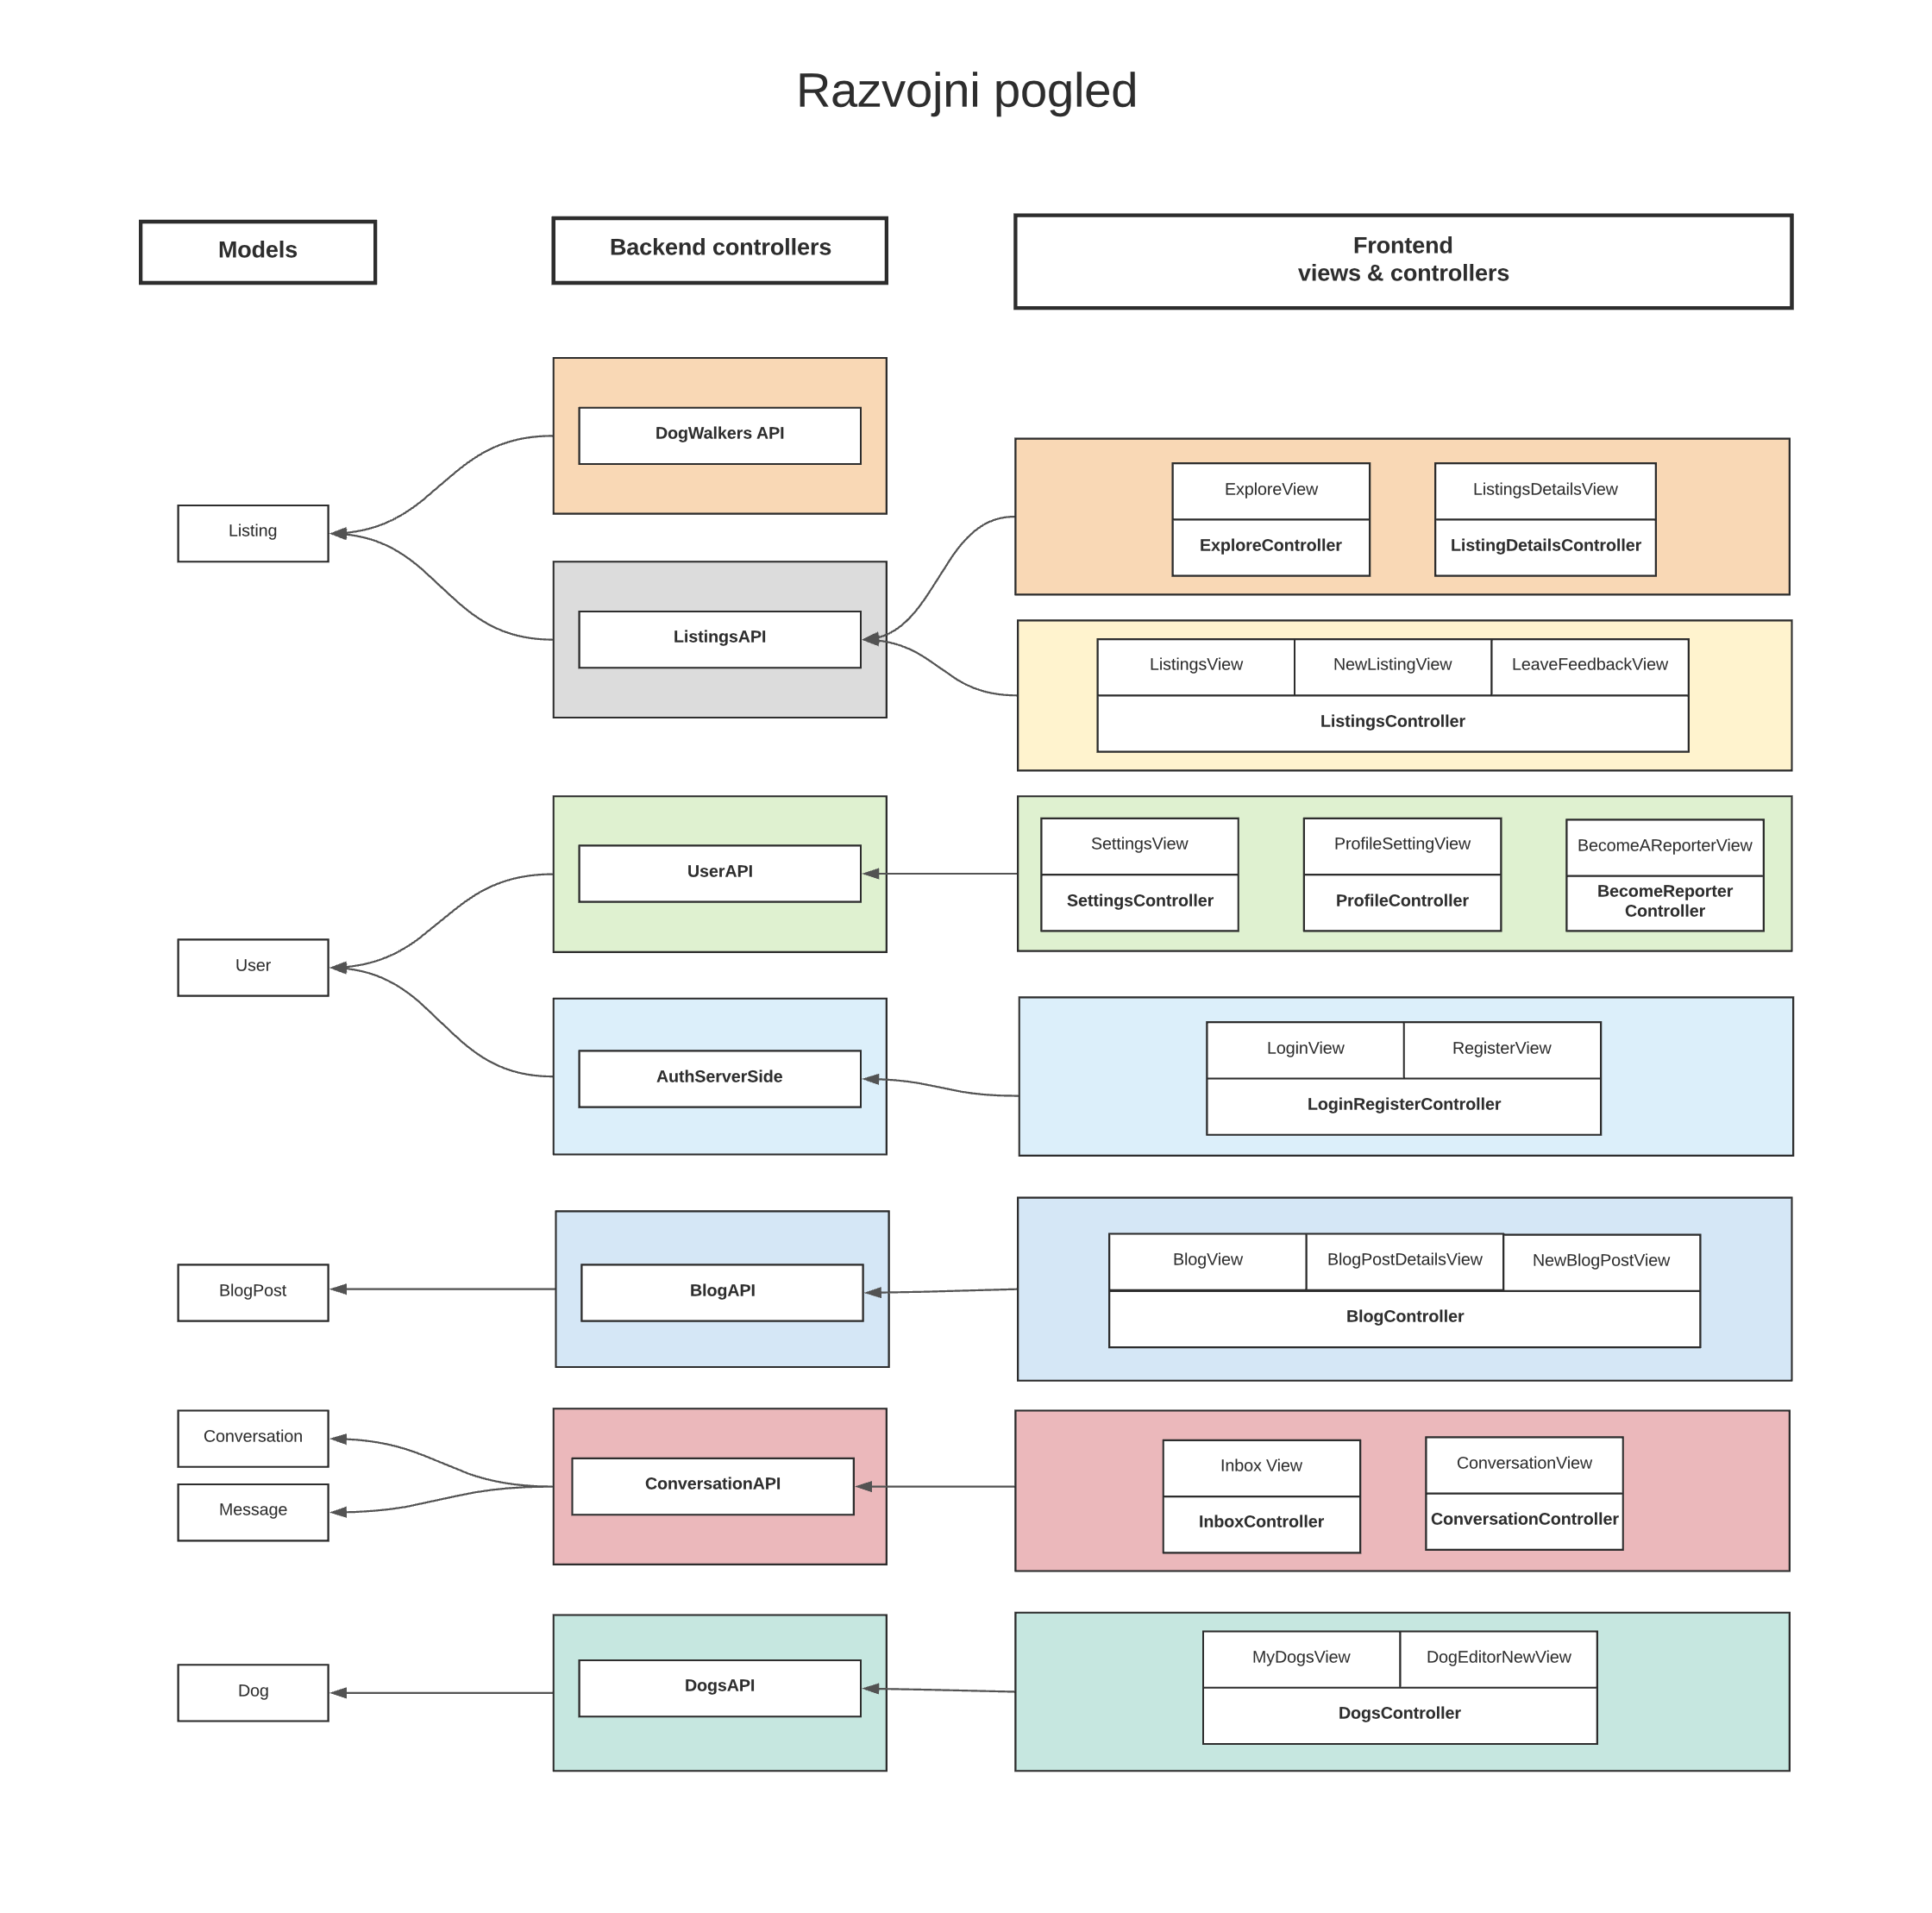 Razvojni pogled
Models
Backend controllers
Frontend
views & controllers
DogWalkers API
ExploreView
ListingsDetailsView
Listing
ExploreController
ListingDetailsController
ListingsAPI
ListingsView
NewListingView
LeaveFeedbackView
ListingsController
UserAPI
SettingsView
ProfileSettingView
BecomeAReporterView
SettingsController
ProfileController
BecomeReporter
Controller
User
AuthServerSide
LoginView
RegisterView
LoginRegisterController
BlogPost
BlogAPI
BlogView
BlogPostDetailsView
NewBlogPostView
BlogController
Conversation
Message
ConversationAPI
Inbox View
ConversationView
InboxController
ConversationController
Dog
DogsAPI
MyDogsView
DogEditorNewView
DogsController